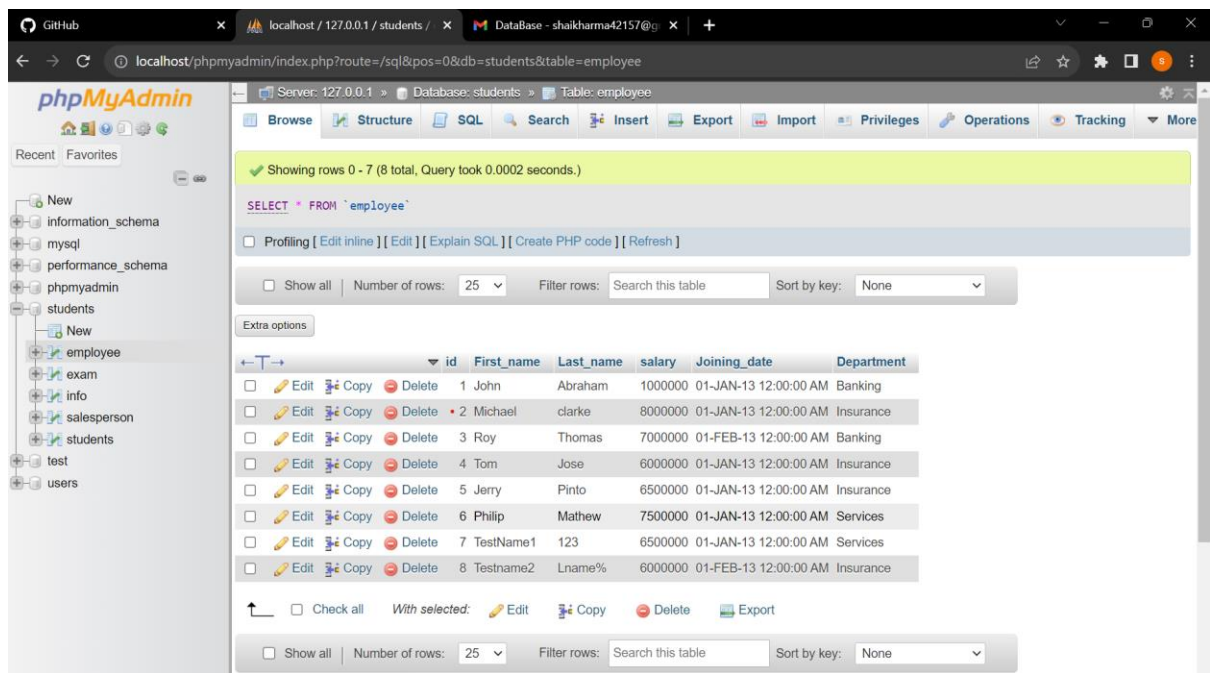 GitHub
localhost / 127.0.0.1 / students /
DataBase - shaikharma42157@g
localhost/phpmyadmin/index.php?route=/sql&pos=0&db=students&table=employee
S
phpMyAdmin
Recent Favorites
New
information_schema
mysql
performance_schema
phpmyadmin
students
New
employee
exam
info
salesperson
students
test
users
Server: 127.0.0.1 » Database: students » Table: employee
Browse Structure SQL Search Insert Export Import Privileges Operations Tracking More
Showing rows 0 - 7 (8 total, Query took 0.0002 seconds.)
SELECT * FROM `employee`
Profiling [ Edit inline ] [ Edit ] [ Explain SQL ] [ Create PHP code ] [ Refresh ]
Show all | Number of rows: 25 Filter rows: Search this table Sort by key: None
Extra options
id First_name Last_name salary Joining_date Department
Edit Copy Delete 1 John Abraham 1000000 01-JAN-13 12:00:00 AM Banking
Edit Copy Delete 2 Michael clarke 8000000 01-JAN-13 12:00:00 AM Insurance
Edit Copy Delete 3 Roy Thomas 7000000 01-FEB-13 12:00:00 AM Banking
Edit Copy Delete 4 Tom Jose 6000000 01-JAN-13 12:00:00 AM Insurance
Edit Copy Delete 5 Jerry Pinto 6500000 01-JAN-13 12:00:00 AM Insurance
Edit Copy Delete 6 Philip Mathew 7500000 01-JAN-13 12:00:00 AM Services
Edit Copy Delete 7 TestName1 123 6500000 01-JAN-13 12:00:00 AM Services
Edit Copy Delete 8 Testname2 Lname% 6000000 01-FEB-13 12:00:00 AM Insurance
Check all With selected: Edit Copy Delete Export
Show all | Number of rows: 25 Filter rows: Search this table Sort by key: None